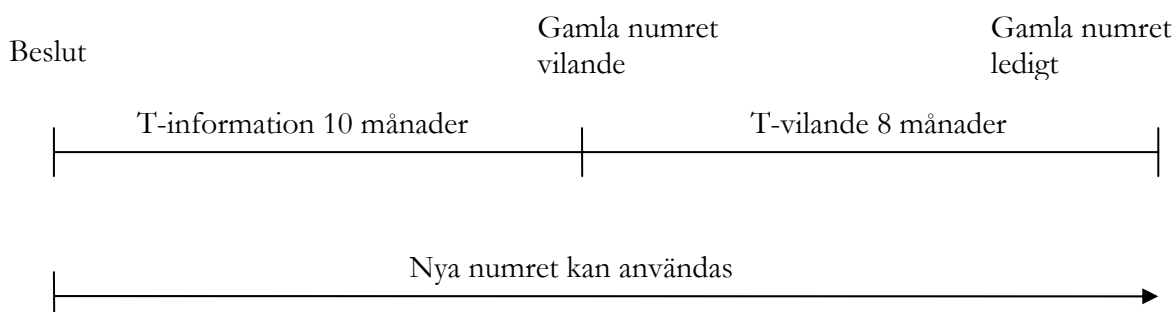 Beslut
Gamla numret
vilande
Gamla numret
ledigt
T-information 10 månader
T-vilande 8 månader
Nya numret kan användas